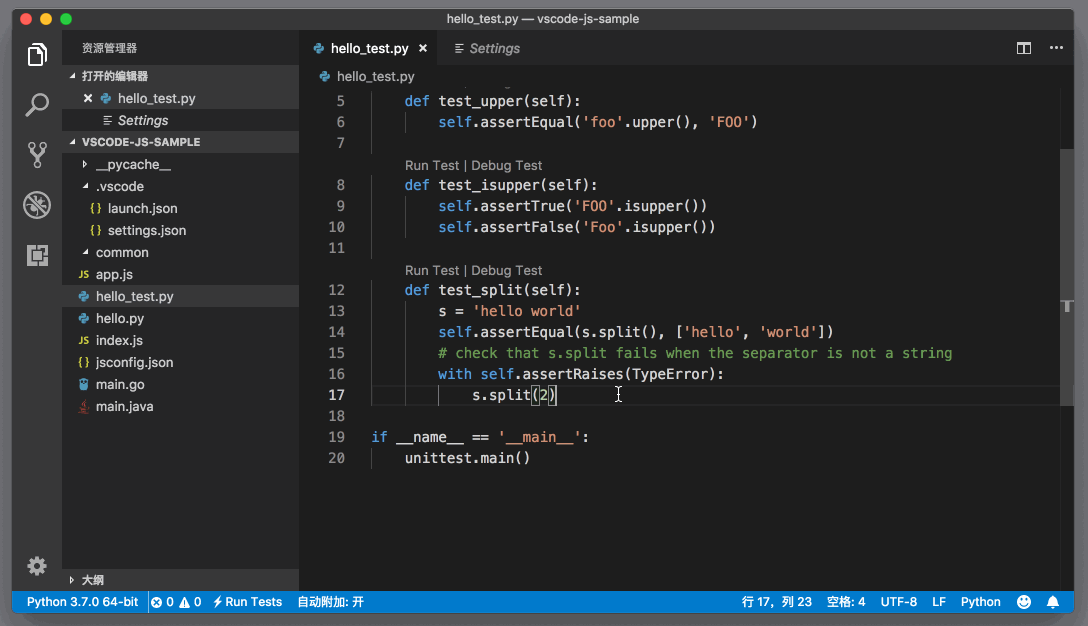 hello_test.py — vscode-js-sample
资源管理器
打开的编辑器
hello_test.py
Settings
VSCODE-JS-SAMPLE
__pycache__
.vscode
{} launch.json
{} settings.json
common
JS app.js
hello_test.py
hello.py
JS index.js
{} jsconfig.json
main.go
main.java
大纲
hello_test.py × Settings
hello_test.py
5 def test_upper(self):
6 self.assertEqual('foo'.upper(), 'FOO')
7
Run Test | Debug Test
8 def test_isupper(self):
9 self.assertTrue('FOO'.isupper())
10 self.assertFalse('Foo'.isupper())
11
Run Test | Debug Test
12 def test_split(self):
13 s = 'hello world'
14 self.assertEqual(s.split(), ['hello', 'world'])
15 # check that s.split fails when the separator is not a string
16 with self.assertRaises(TypeError):
17 s.split(2)
18
19 if __name__ == '__main__':
20 unittest.main()
Python 3.7.0 64-bit 0 0 Run Tests 自动附加: 开 行 17，列 23 空格: 4 UTF-8 LF Python